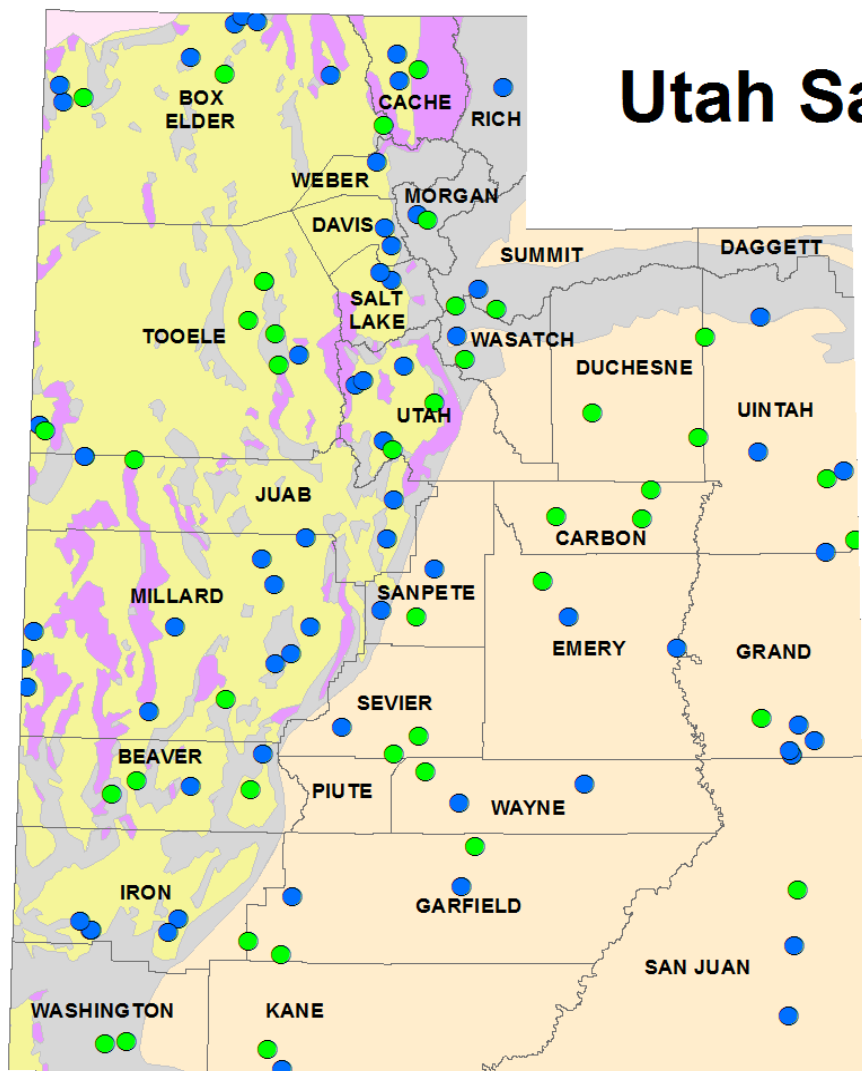 Utah Sa
BOX
ELDER
CACHE
RICH
WEBER
MORGAN
DAVIS
SUMMIT
DAGGETT
SALT
LAKE
TOOELE
WASATCH
DUCHESNE
UTAH
UINTAH
JUAB
CARBON
MILLARD
SANPETE
EMERY
GRAND
SEVIER
BEAVER
PIUTE
WAYNE
IRON
GARFIELD
SAN JUAN
WASHINGTON
KANE